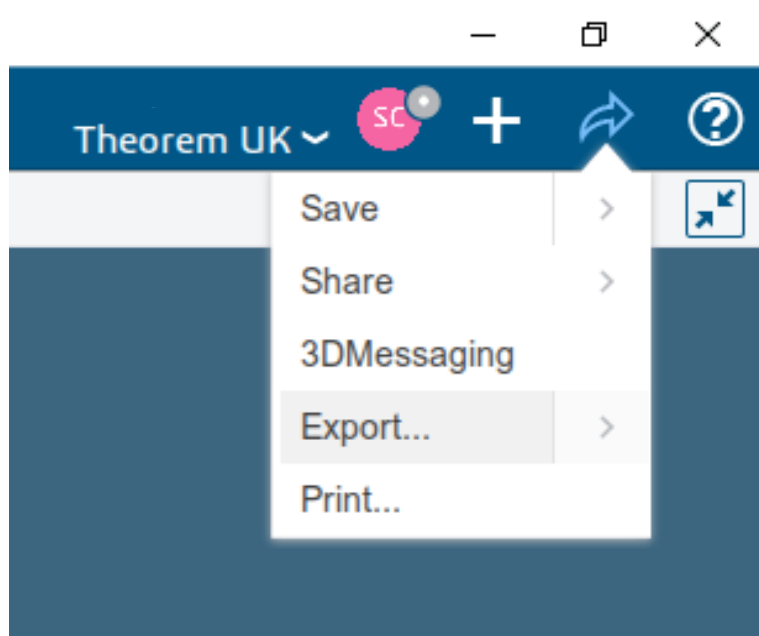 Theorem UK
SC
Save
Share
3DMessaging
Export...
Print...